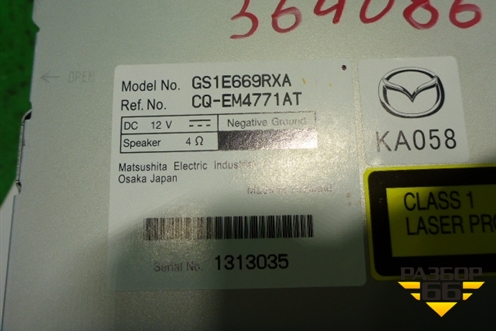 364086
OPEN
Model No. GS1E669RXA
Ref. No. CQ-EM4771AT
DC 12 V Negative Ground
Speaker 4 Ω
Matsushita Electric Industrial
Osaka Japan
Serial No. 1313035
KA058
CLASS 1
LASER PRO
РАЗБОР
66